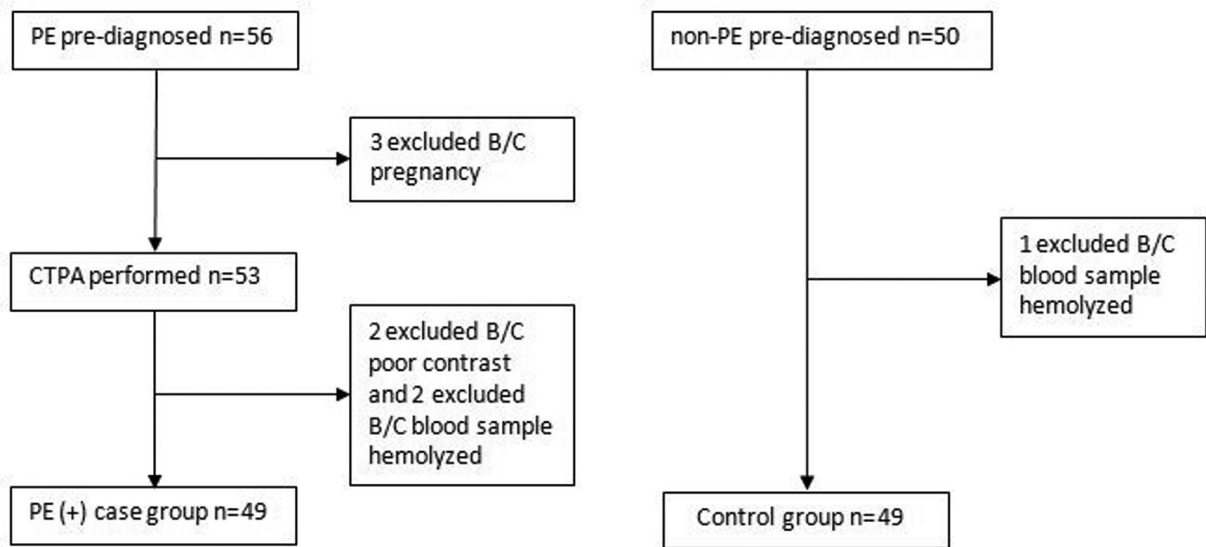 PE pre-diagnosed n=56
3 excluded B/C
pregnancy
CTPA performed n=53
2 excluded B/C
poor contrast
and 2 excluded
B/C blood sample
hemolyzed
PE (+) case group n=49
non-PE pre-diagnosed n=50
1 excluded B/C
blood sample
hemolyzed
Control group n=49